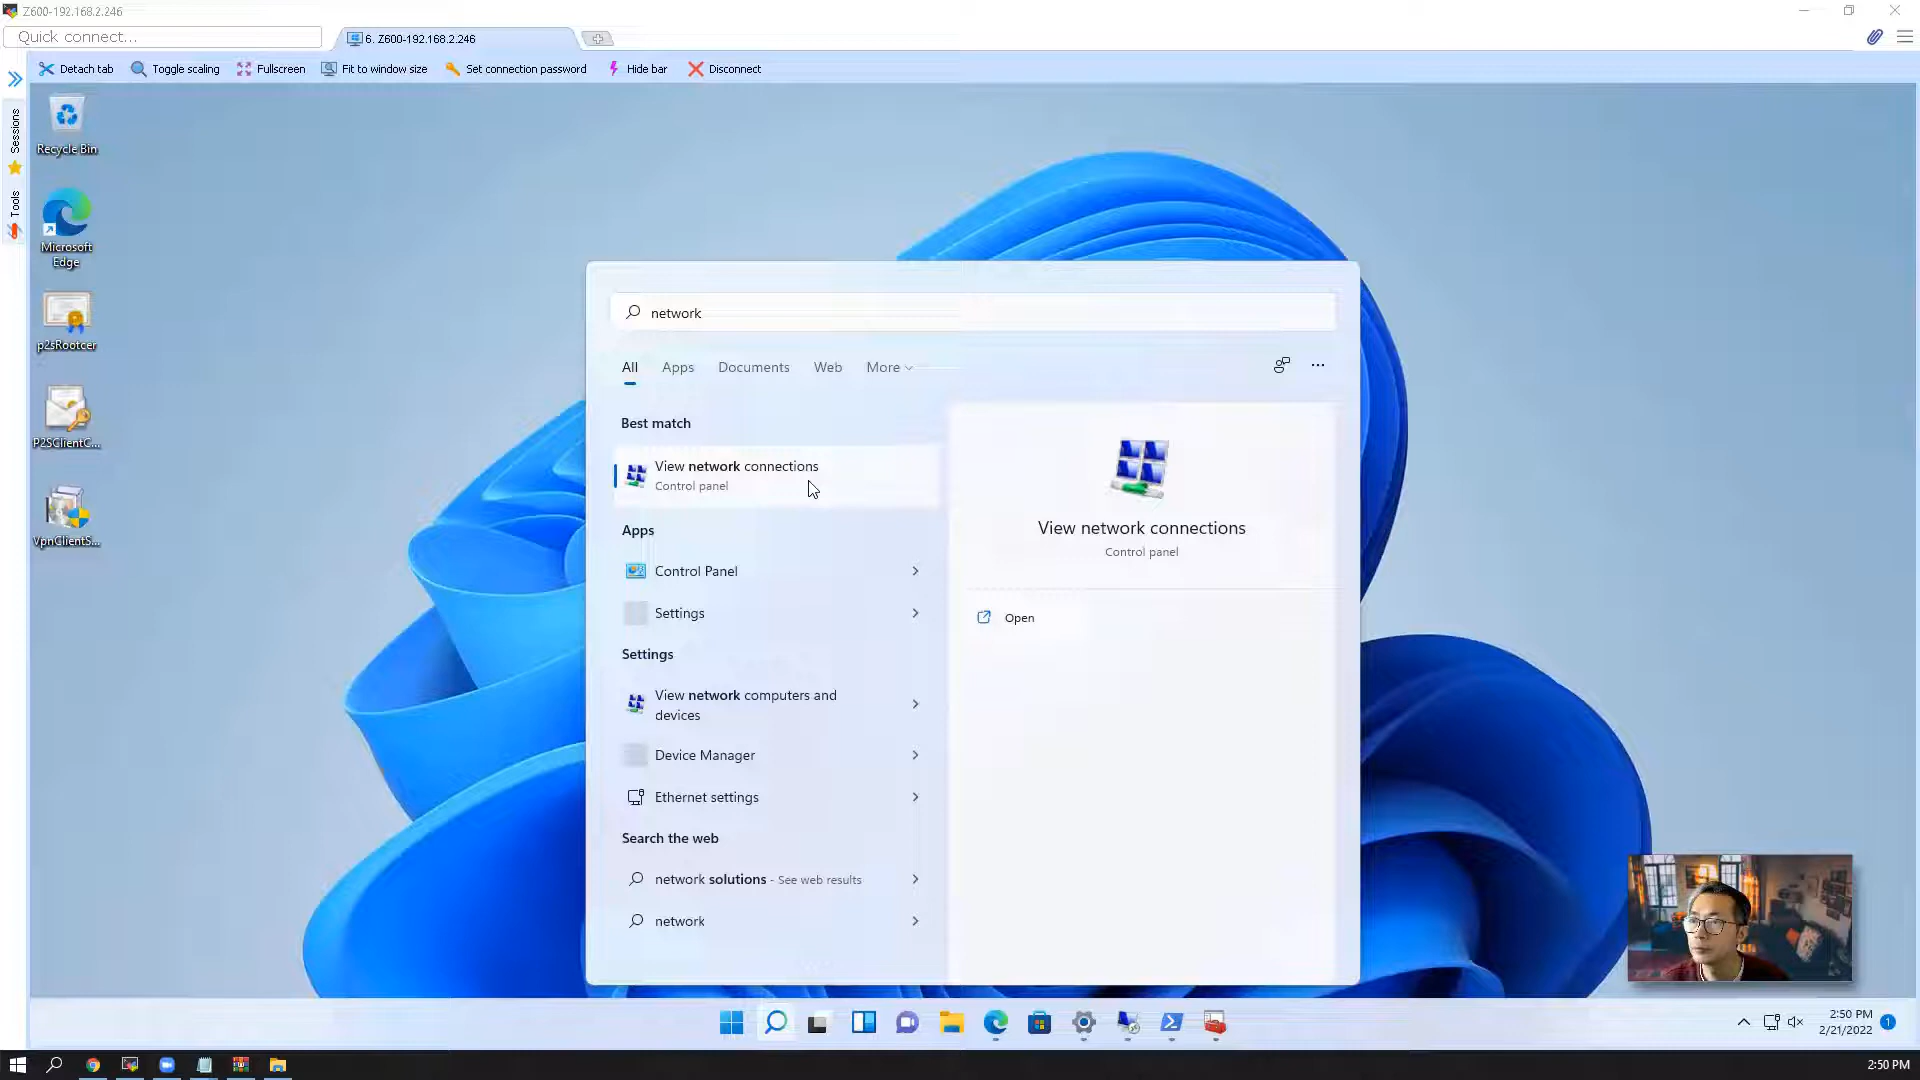 Z600-192.168.2.246
Quick connect...
6. Z600-192.168.2.246
Detach tab
Toggle scaling
Fullscreen
Fit to window size
Set connection password
Hide bar
Disconnect
Sessions
Tools
Recycle Bin
Microsoft
Edge
p2sRootcer
P2SClientC...
VpnClientS...
network
All
Apps
Documents
Web
More
Best match
View network connections
Control panel
Apps
Control Panel
Settings
Settings
View network computers and
devices
Device Manager
Ethernet settings
Search the web
network solutions - See web results
network
View network connections
Control panel
Open
2:50 PM
2/21/2022
1
2:50 PM